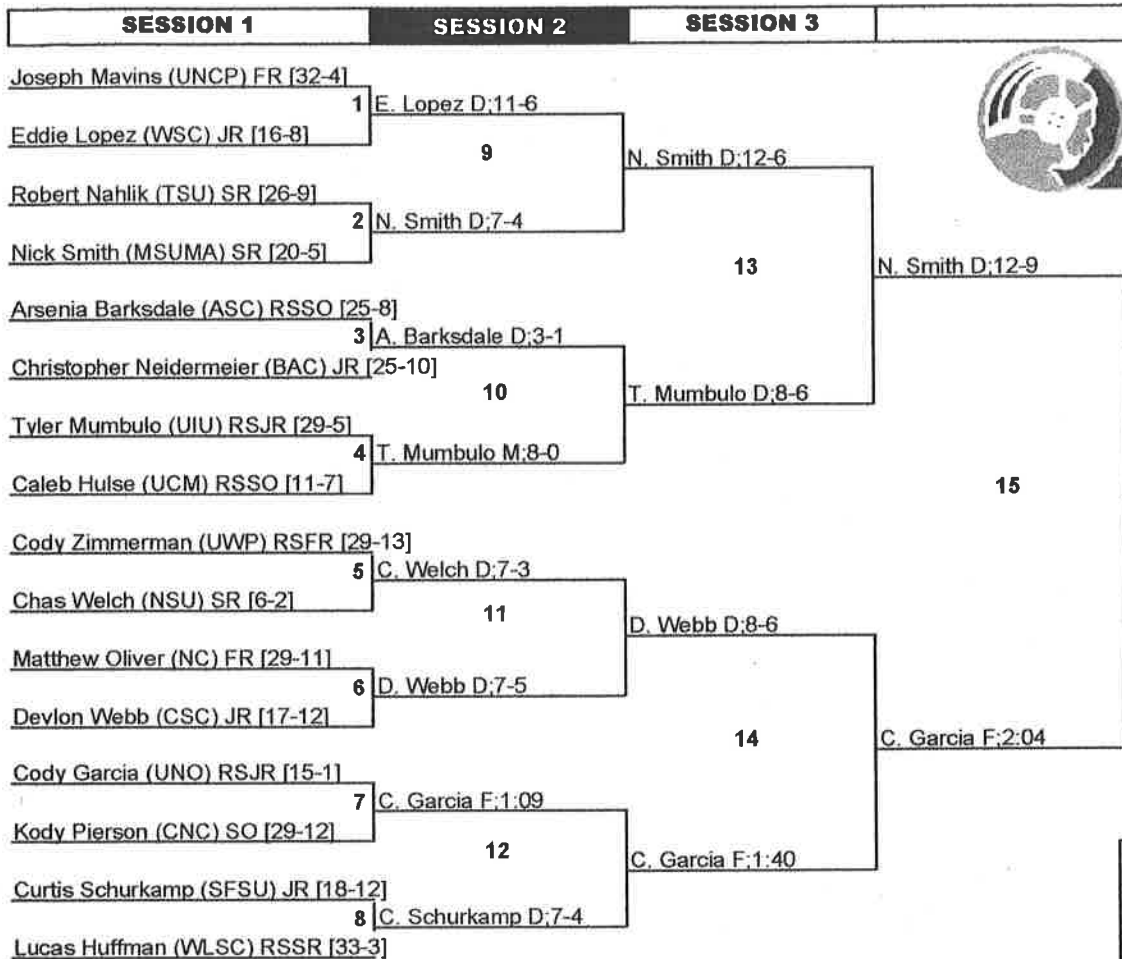 SESSION 1 SESSION 2 SESSION 3
Joseph Mavins (UNCP) FR [32-4]
1 E. Lopez D;11-6
Eddie Lopez (WSC) JR [16-8]
9
N. Smith D;12-6
Robert Nahlik (TSU) SR [26-9]
2 N. Smith D;7-4
Nick Smith (MSUMA) SR [20-5]
13
N. Smith D;12-9
Arsenia Barksdale (ASC) RSSO [25-8]
3 A. Barksdale D;3-1
Christopher Neidermeier (BAC) JR [25-10]
10
T. Mumbulo D;8-6
Tyler Mumbulo (UIU) RSJR [29-5]
4 T. Mumbulo M;8-0
Caleb Hulse (UCM) RSSO [11-7]
15
Cody Zimmerman (UWP) RSFR [29-13]
5 C. Welch D;7-3
Chas Welch (NSU) SR [6-2]
11
D. Webb D;8-6
Matthew Oliver (NC) FR [29-11]
6 D. Webb D;7-5
Devlon Webb (CSC) JR [17-12]
14
C. Garcia F;2:04
Cody Garcia (UNO) RSJR [15-1]
7 C. Garcia F;1:09
Kody Pierson (CNC) SO [29-12]
12
C. Garcia F;1:40
Curtis Schurkamp (SFSU) JR [18-12]
8 C. Schurkamp D;7-4
Lucas Huffman (WLSC) RSSR [33-3]